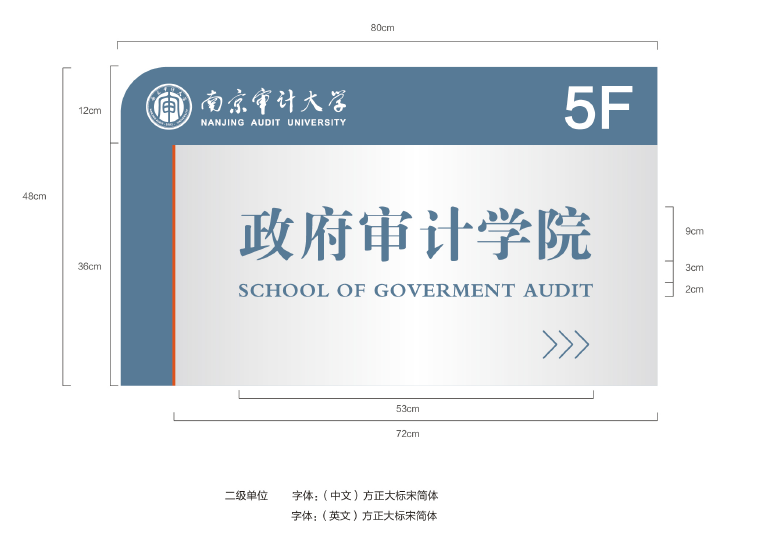 80cm
南京审计大学
NANJING AUDIT UNIVERSITY
5F
12cm
48cm
36cm
政府审计学院
SCHOOL OF GOVERMENT AUDIT
9cm
3cm
2cm
53cm
72cm
二级单位 字体：（中文）方正大标宋简体
字体：（英文）方正大标宋简体